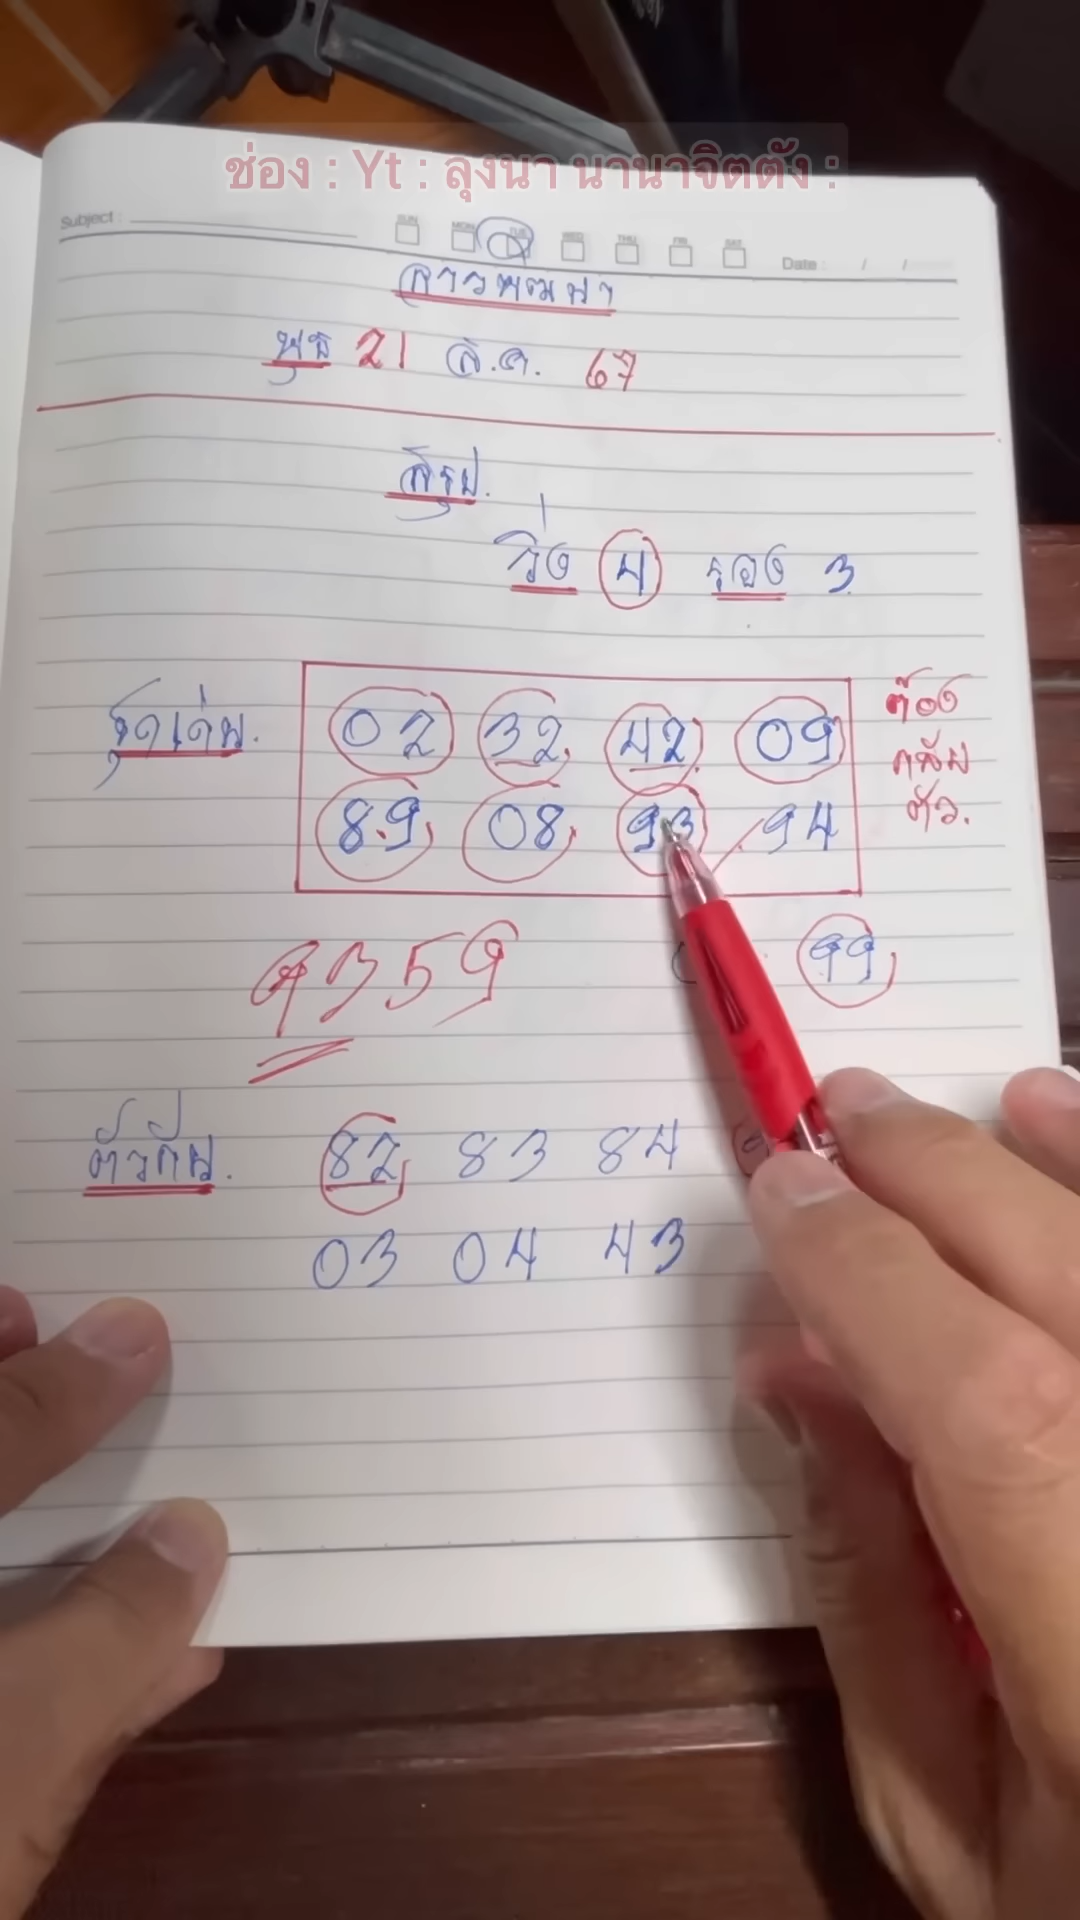 ช่อง : Yt : ลุงนา นานาจิตตัง :
Subject : SUN MON TUE WED THU FRI SAT Date : / /
ลาวพัฒนา
พุธ 21 ส.ค. 67
สรุป.
วิ่ง 4 รอง 3
ชุดเด่น. 02 32 42 09
89 08 93 94
ต้อง
กลับ
ตัว.
9359 99
ตัวกัน. 82 83 84
03 04 43